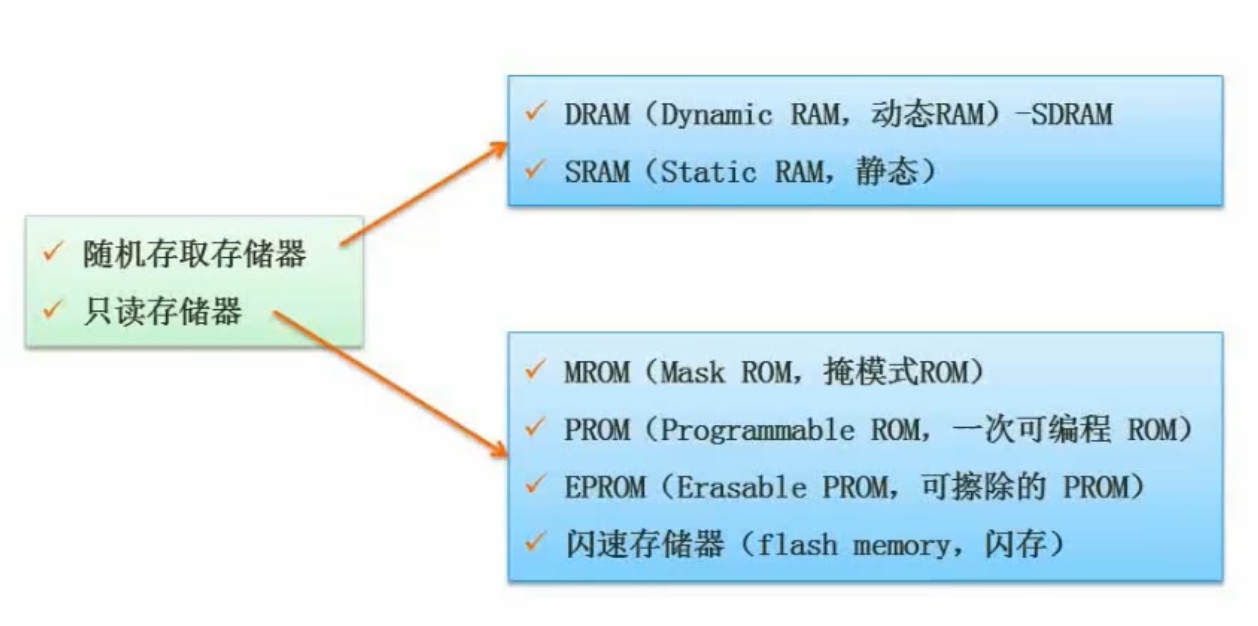 随机存取存储器
只读存储器
DRAM（Dynamic RAM，动态RAM）-SDRAM
SRAM（Static RAM，静态）
MROM（Mask ROM，掩模式ROM）
PROM（Programmable ROM，一次可编程 ROM）
EPROM（Erasable PROM，可擦除的 PROM）
闪速存储器（flash memory，闪存）